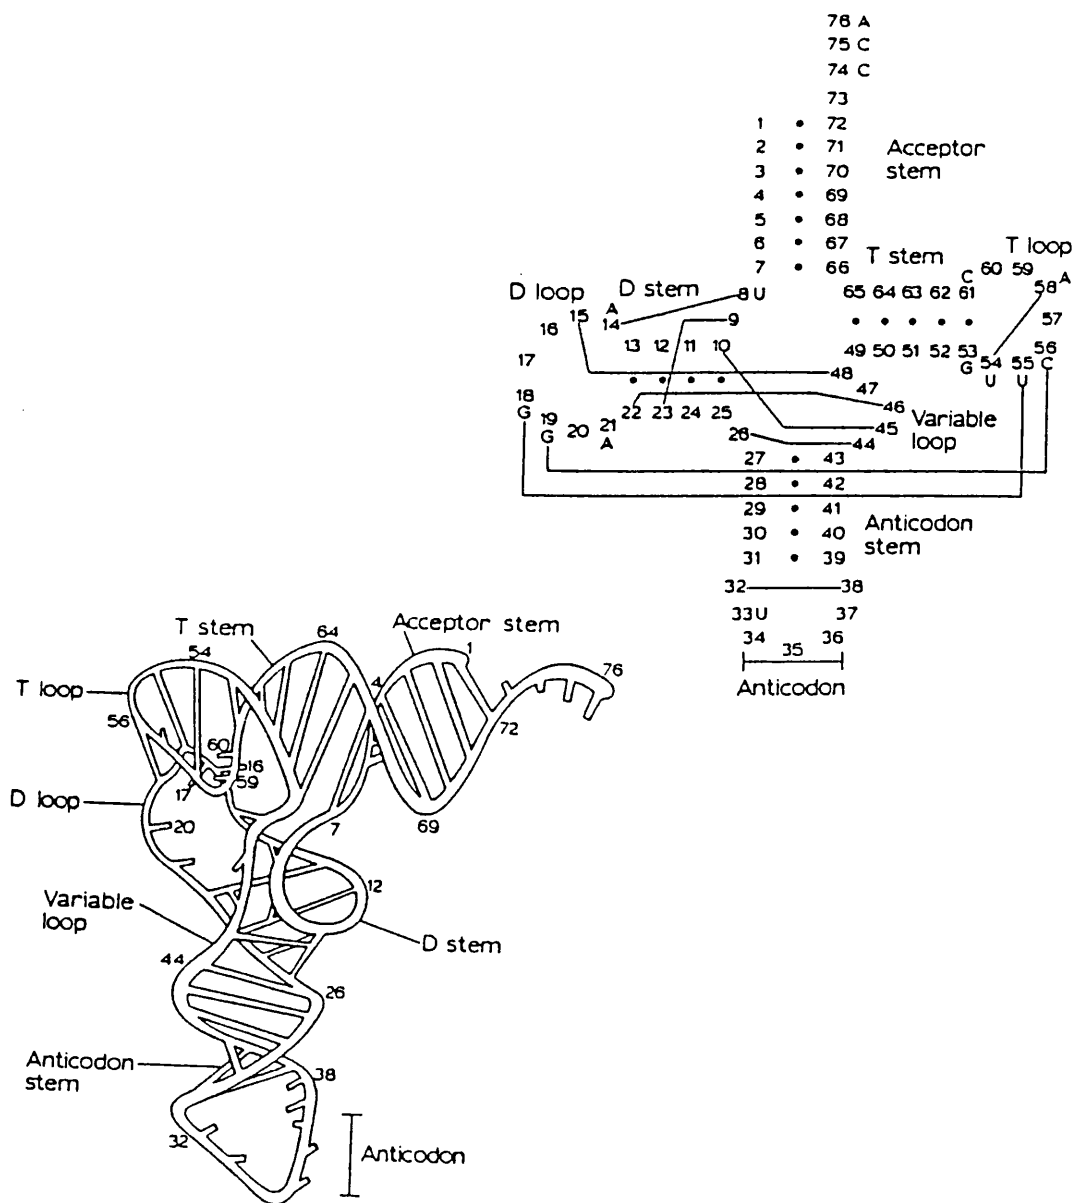 76 A
75 C
74 C
73
1 • 72
2 • 71
3 • 70
4 • 69
5 • 68
6 • 67
7 • 66
Acceptor
stem
T stem
T loop
C 60 59
58 A
65 64 63 62 61
57
56
C
49 50 51 52 53
G
54
U
55
U
D loop
D stem
8 U
9
A
14
15
16
17
18
G
19
G
20
21
A
13 12 11 10
22 23 24 25
26
48
47
46
45
44
Variable
loop
27 • 43
28 • 42
29 • 41
30 • 40
31 • 39
Anticodon
stem
32 38
33 U 37
34 35 36
Anticodon
T stem
64
Acceptor stem
1
76
54
T loop
4
56
72
60
16
59
17
D loop
20
7
69
12
Variable
loop
D stem
44
26
Anticodon
stem
38
32
Anticodon